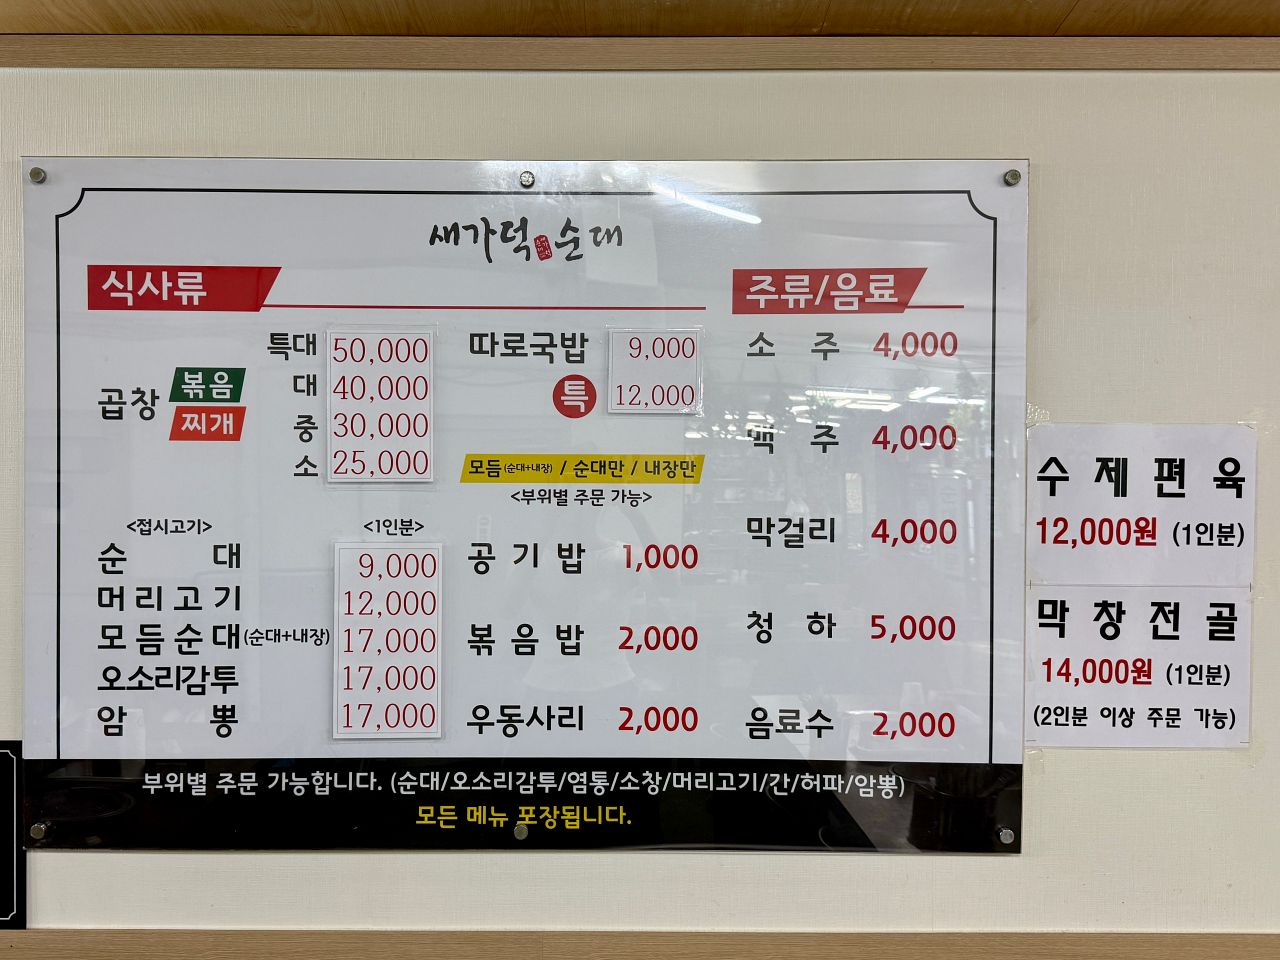 새가덕 순대
식사류
곱창 볶음 찌개
특대 50,000
대 40,000
중 30,000
소 25,000
따로국밥 9,000
특 12,000
모듬(순대+내장) / 순대만 / 내장만
<부위별 주문 가능>
<접시고기> <1인분>
순대 9,000
머리고기 12,000
모듬순대(순대+내장) 17,000
오소리감투 17,000
암뽕 17,000
공기밥 1,000
볶음밥 2,000
우동사리 2,000
주류/음료
소주 4,000
맥주 4,000
막걸리 4,000
청하 5,000
음료수 2,000
부위별 주문 가능합니다. (순대/오소리감투/염통/소창/머리고기/간/허파/암뽕)
모든 메뉴 포장됩니다.
수제편육
12,000원 (1인분)
막창전골
14,000원 (1인분)
(2인분 이상 주문 가능)